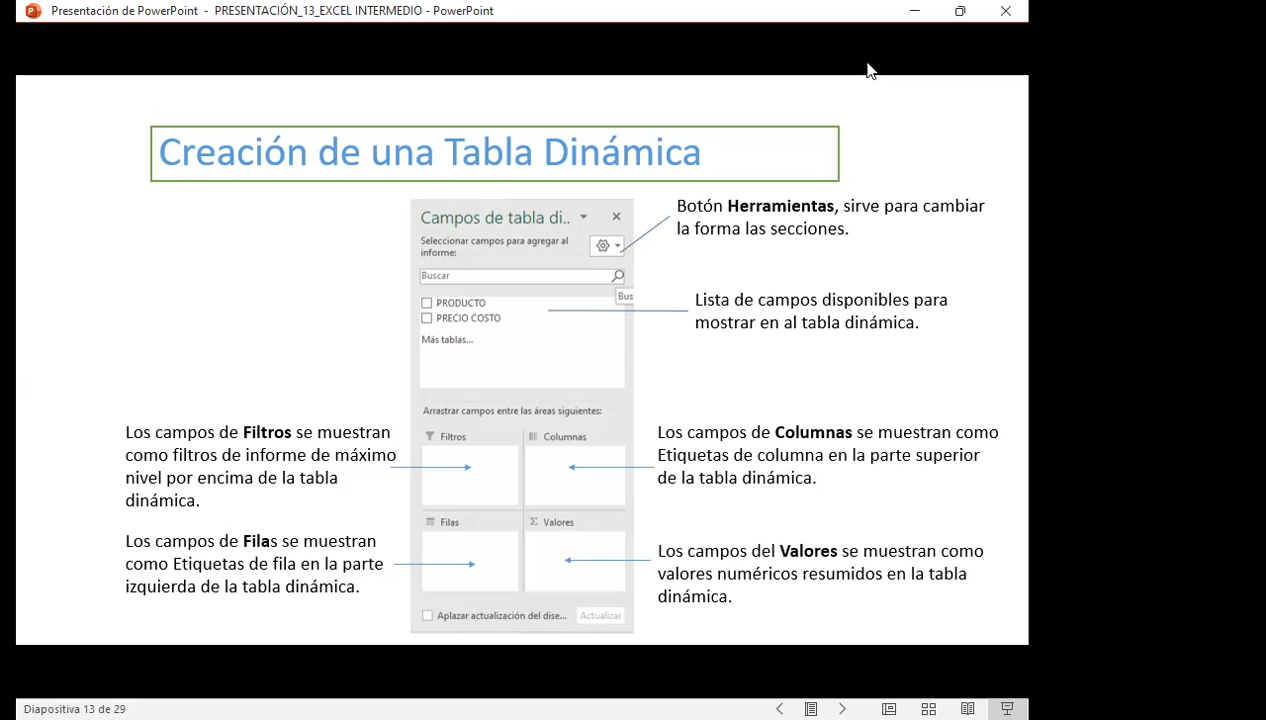 Presentación de PowerPoint - PRESENTACIÓN_13_EXCEL INTERMEDIO - PowerPoint
Creación de una Tabla Dinámica
Botón Herramientas, sirve para cambiar
la forma las secciones.
Campos de tabla di..
Seleccionar campos para agregar al
informe:
Buscar
Bus
PRODUCTO
PRECIO COSTO
Más tablas...
Lista de campos disponibles para
mostrar en al tabla dinámica.
Arrastrar campos entre las áreas siguientes:
Los campos de Filtros se muestran
como filtros de informe de máximo
nivel por encima de la tabla
dinámica.
Filtros
Columnas
Los campos de Columnas se muestran como
Etiquetas de columna en la parte superior
de la tabla dinámica.
Los campos de Filas se muestran
como Etiquetas de fila en la parte
izquierda de la tabla dinámica.
Filas
Σ Valores
Los campos del Valores se muestran como
valores numéricos resumidos en la tabla
dinámica.
Aplazar actualización del dise...
Actualizar
Diapositiva 13 de 29